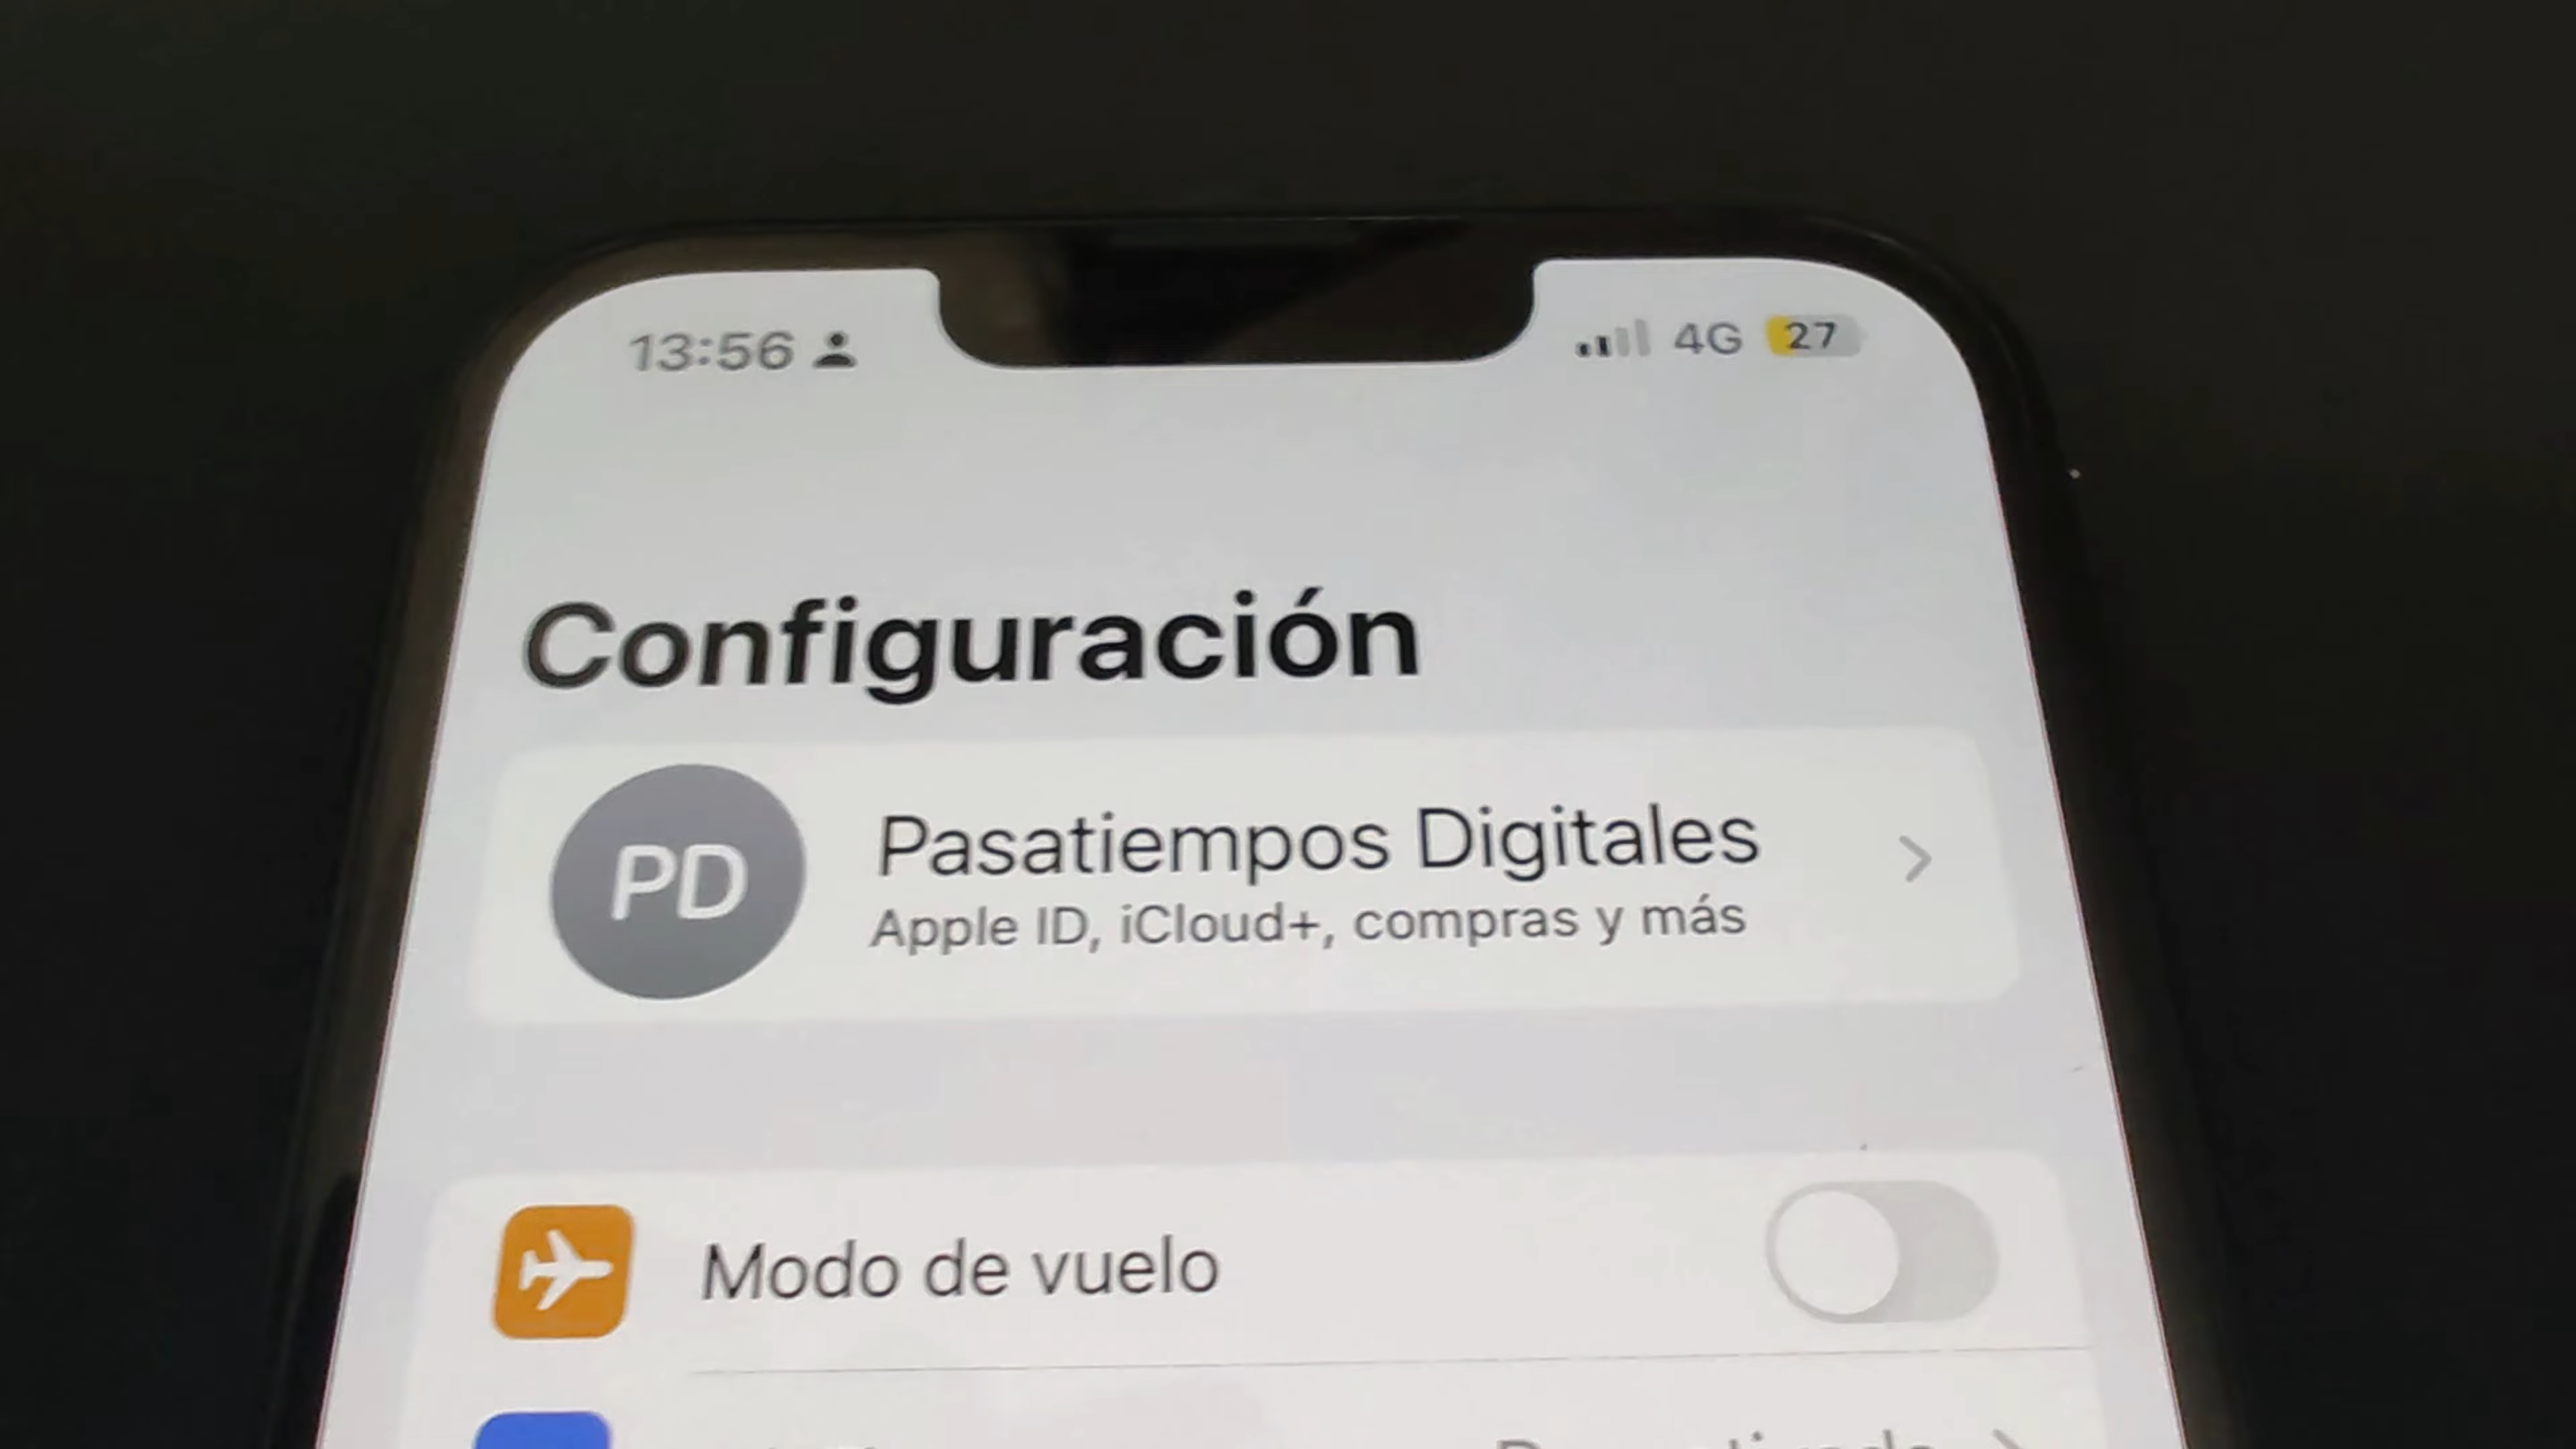 13:56
4G 27
Configuración
PD
Pasatiempos Digitales
Apple ID, iCloud+, compras y más
Modo de vuelo